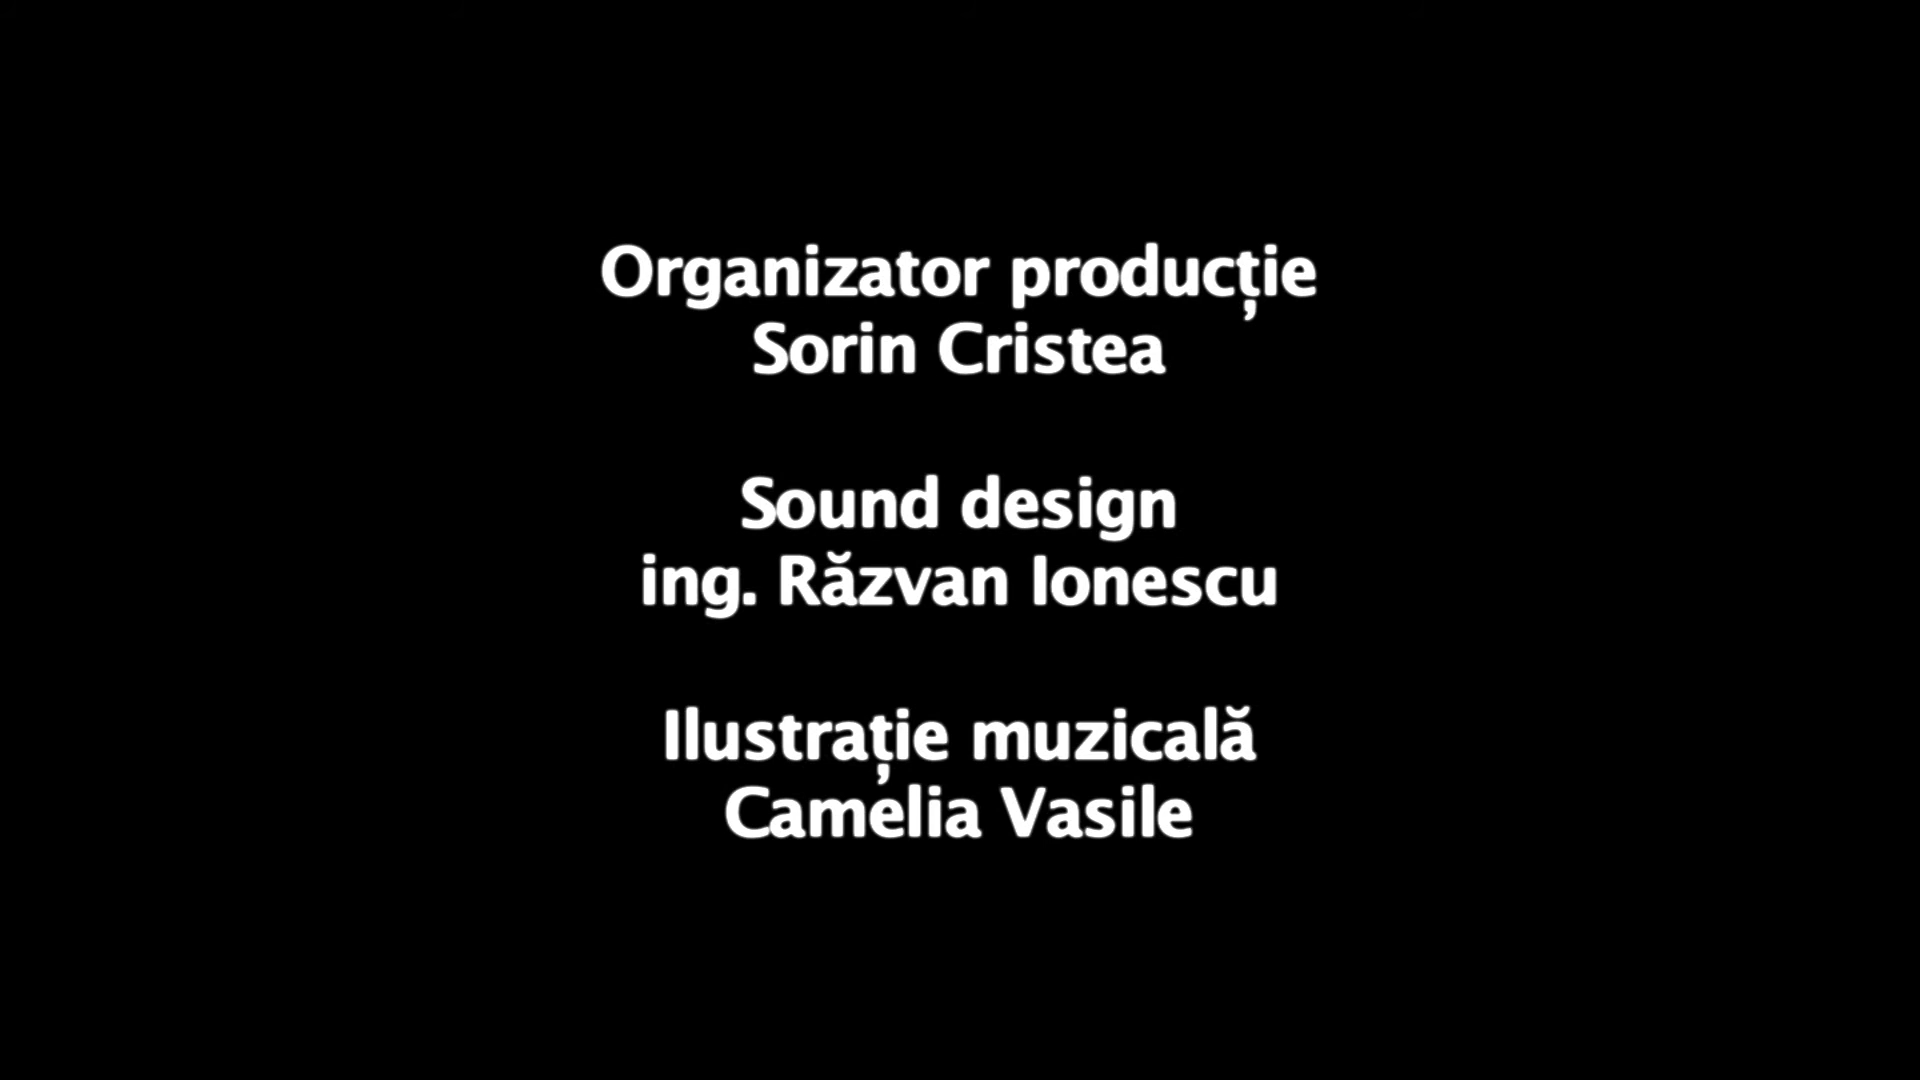 Organizator producție
Sorin Cristea
Sound design
ing. Răzvan Ionescu
Ilustrație muzicală
Camelia Vasile